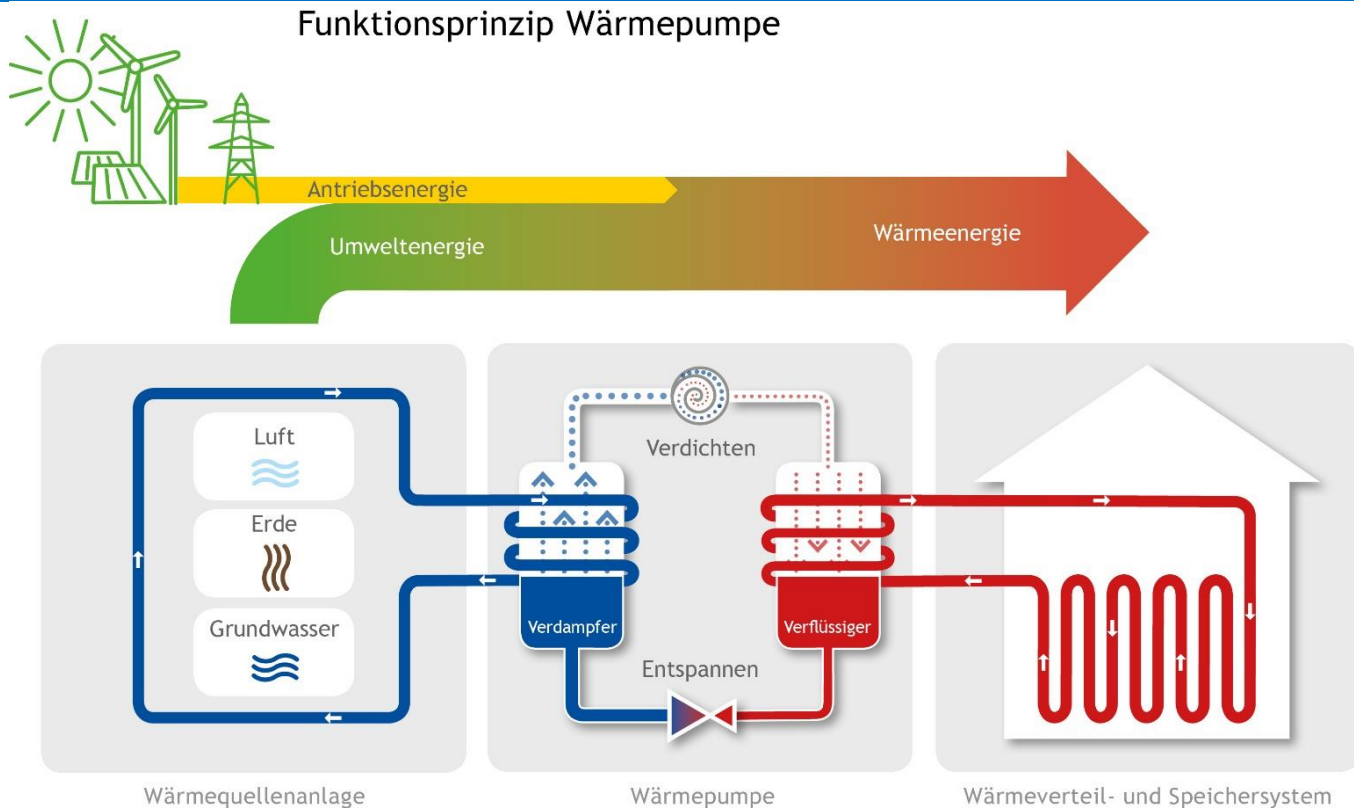 Funktionsprinzip Wärmepumpe
Antriebsenergie
Umweltenergie
Wärmeenergie
Luft
Erde
Grundwasser
Verdichten
Verdampfer
Verflüssiger
Entspannen
Wärmequellenanlage
Wärmepumpe
Wärmeverteil- und Speichersystem